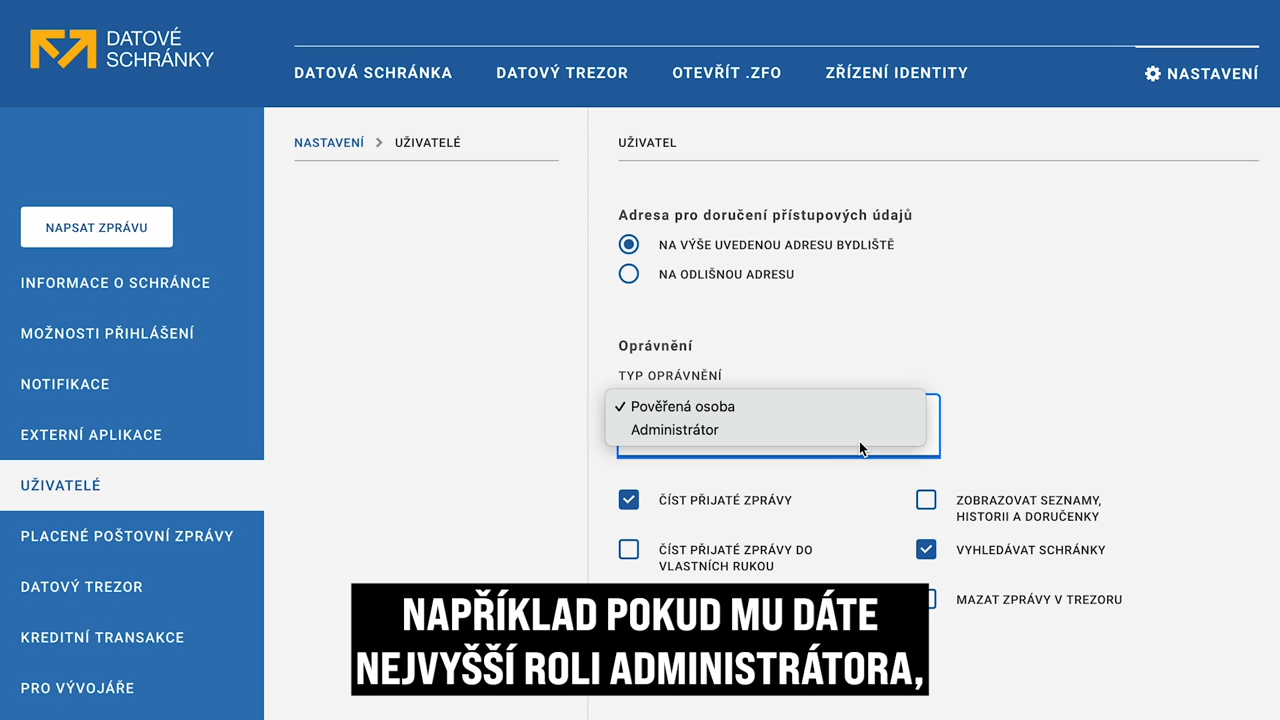 DATOVÉ
SCHRÁNKY
DATOVÁ SCHRÁNKA
DATOVÝ TREZOR
OTEVŘÍT .ZFO
ZŘÍZENÍ IDENTITY
NASTAVENÍ
NAPSAT ZPRÁVU
INFORMACE O SCHRÁNCE
MOŽNOSTI PŘIHLÁŠENÍ
NOTIFIKACE
EXTERNÍ APLIKACE
UŽIVATELÉ
PLACENÉ POŠTOVNÍ ZPRÁVY
DATOVÝ TREZOR
KREDITNÍ TRANSAKCE
PRO VÝVOJÁŘE
NASTAVENÍ > UŽIVATELÉ
UŽIVATEL
Adresa pro doručení přístupových údajů
NA VÝŠE UVEDENOU ADRESU BYDLIŠTĚ
NA ODLIŠNOU ADRESU
Oprávnění
TYP OPRÁVNĚNÍ
✓ Pověřená osoba
Administrátor
ČÍST PŘIJATÉ ZPRÁVY
ZOBRAZOVAT SEZNAMY,
HISTORII A DORUČENKY
ČÍST PŘIJATÉ ZPRÁVY DO
VLASTNÍCH RUKOU
VYHLEDÁVAT SCHRÁNKY
MAZAT ZPRÁVY V TREZORU
NAPŘÍKLAD POKUD MU DÁTE
NEJVYŠŠÍ ROLI ADMINISTRÁTORA,